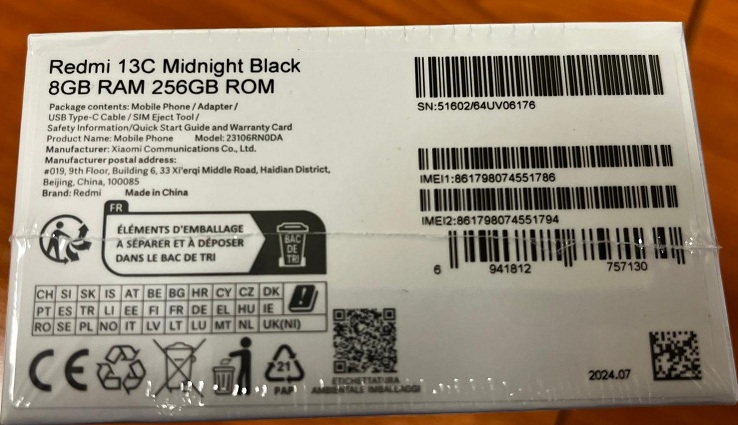 Redmi 13C Midnight Black
8GB RAM 256GB ROM
Package contents: Mobile Phone / Adapter /
USB Type-C Cable / SIM Eject Tool /
Safety Information/Quick Start Guide and Warranty Card
Product Name: Mobile Phone Model: 23106RN0DA
Manufacturer: Xiaomi Communications Co., Ltd.
Manufacturer postal address:
#019, 9th Floor, Building 6, 33 Xi'erqi Middle Road, Haidian District,
Beijing, China, 100085
Brand: Redmi Made in China
SN:51602/64UV06176
IMEI1:861798074551786
IMEI2:861798074551794
6 941812 757130
FR
ÉLÉMENTS D'EMBALLAGE
À SÉPARER ET À DÉPOSER
DANS LE BAC DE TRI
BAC
DE
TRI
CH SI SK IS AT BE BG HR CY CZ DK
PT ES TR LI EE FI FR DE EL HU IE
RO SE PL NO IT LV LT LU MT NL UK(NI)
CE
21
PAP
ETICHETTATURA
AMBIENTALE IMBALLAGGI
2024.07